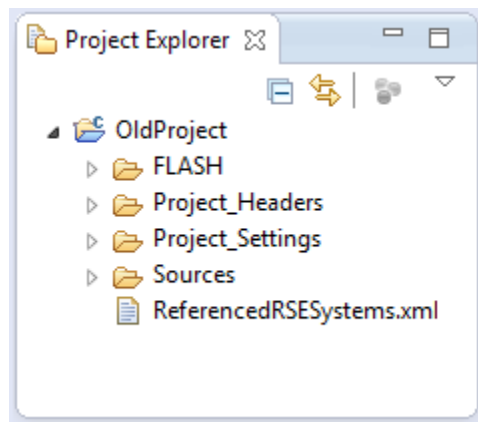 Project Explorer
OldProject
FLASH
Project_Headers
Project_Settings
Sources
ReferencedRSESystems.xml